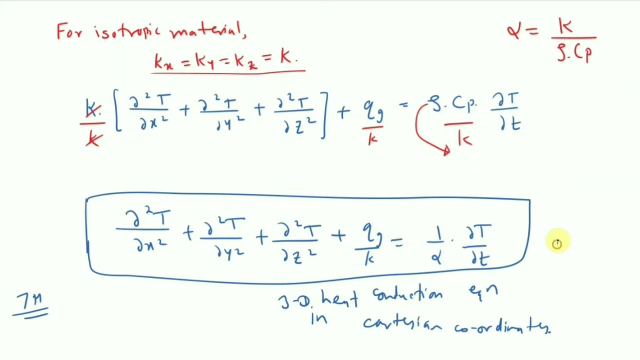 For isotropic material,
kx = ky = kz = k.
α = k / ρ.Cp
k/k [ ∂²T/∂x² + ∂²T/∂y² + ∂²T/∂z² ] + qg/k = ρ.Cp./k ∂T/∂t
∂²T/∂x² + ∂²T/∂y² + ∂²T/∂z² + qg/k = 1/α . ∂T/∂t
7M
3-D. heat conduction eqn
in cartesian co-ordinates